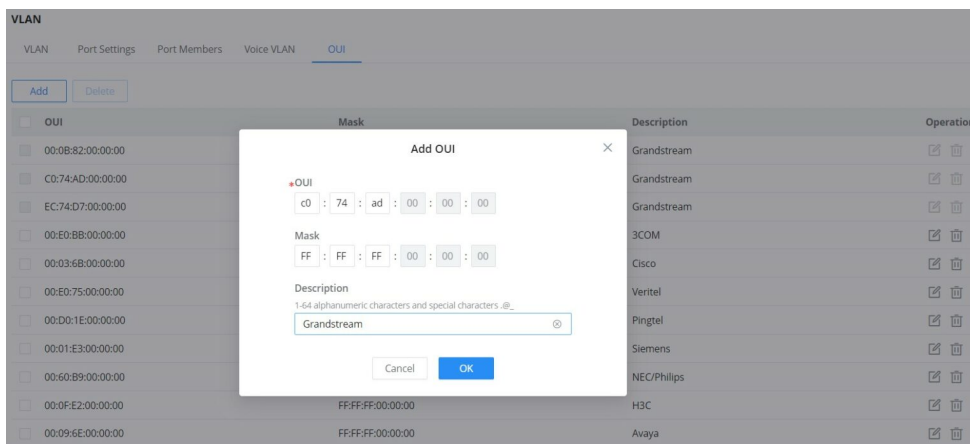 VLAN
VLAN Port Settings Port Members Voice VLAN OUI
Add Delete
OUI Mask Description Operation
00:0B:82:00:00:00 Grandstream
C0:74:AD:00:00:00 Grandstream
EC:74:D7:00:00:00 Grandstream
00:E0:BB:00:00:00 3COM
00:03:6B:00:00:00 Cisco
00:E0:75:00:00:00 Veritel
00:D0:1E:00:00:00 Pingtel
00:01:E3:00:00:00 Siemens
00:60:B9:00:00:00 NEC/Philips
00:0F:E2:00:00:00 FF:FF:FF:00:00:00 H3C
00:09:6E:00:00:00 FF:FF:FF:00:00:00 Avaya
Add OUI
*OUI
c0 : 74 : ad : 00 : 00 : 00
Mask
FF : FF : FF : 00 : 00 : 00
Description
1-64 alphanumeric characters and special characters .@_
Grandstream
Cancel OK